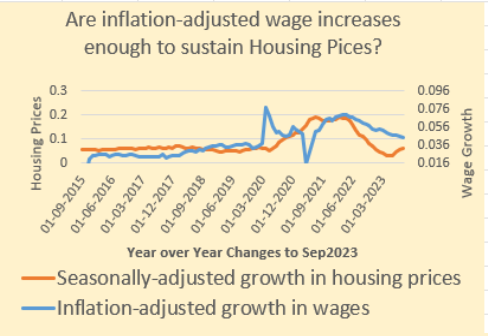 Are inflation-adjusted wage increases
enough to sustain Housing Pices?
Housing Prices
0.3
0.2
0.1
0
0.096
0.076
0.056
0.036
0.016
Wage Growth
01-09-2015
01-06-2016
01-03-2017
01-12-2017
01-09-2018
01-06-2019
01-03-2020
01-12-2020
01-09-2021
01-06-2022
01-03-2023
Year over Year Changes to Sep2023
Seasonally-adjusted growth in housing prices
Inflation-adjusted growth in wages